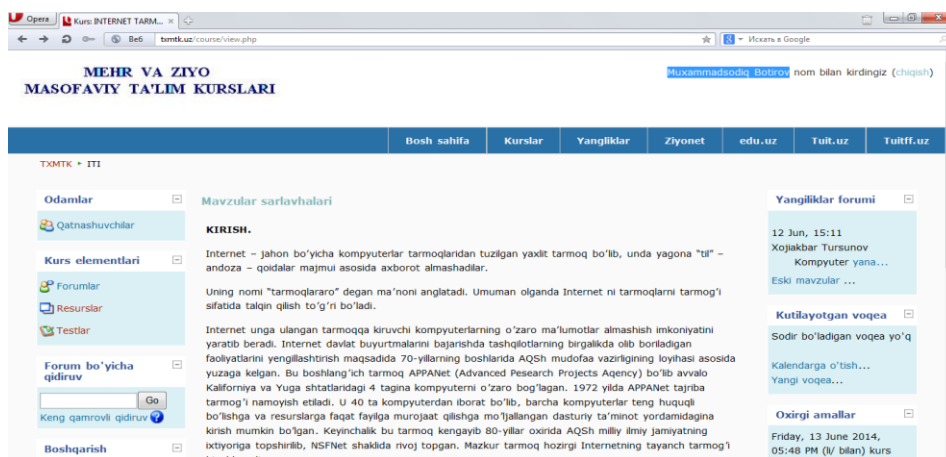 Opera
Kurs: INTERNET TARM...
Веб
txmtk.uz/course/view.php
Искать в Google
MEHR VA ZIYO
MASOFAVIY TA'LIM KURSLARI
Muxammadsodiq Botirov nom bilan kirdingiz (chiqish)
Bosh sahifa
Kurslar
Yangliklar
Ziyonet
edu.uz
Tuit.uz
Tuitff.uz
TXMTK ► ITI
Odamlar
Qatnashuvchilar
Kurs elementlari
Forumlar
Resurslar
Testlar
Forum bo'yicha
qidiruv
Go
Keng qamrovli qidiruv
Boshqarish
Mavzular sarlavhalari
KIRISH.
Internet – jahon bo'yicha kompyuterlar tarmoqlaridan tuzilgan yaxlit tarmoq bo'lib, unda yagona "til" –
andoza – qoidalar majmui asosida axborot almashadilar.
Uning nomi "tarmoqlararo" degan ma'noni anglatadi. Umuman olganda Internet ni tarmoqlarni tarmog'i
sifatida talqin qilish to'g'ri bo'ladi.
Internet unga ulangan tarmoqqa kiruvchi kompyuterlarning o'zaro ma'lumotlar almashish imkoniyatini
yaratib beradi. Internet davlat buyurtmalarini bajarishda tashqilotlarning birgalikda olib boriladigan
faoliyatlarini yengillashtirish maqsadida 70-yillarning boshlarida AQSh mudofaa vazirligining loyihasi asosida
yuzaga kelgan. Bu boshlang'ich tarmoq APPANet (Advanced Pesearch Projects Aqency) bo'lib avvalo
Kaliforniya va Yuga shtatlaridagi 4 tagina kompyuterni o'zaro bog'lagan. 1972 yilda APPANet tajriba
tarmog'i namoyish etiladi. U 40 ta kompyuterdan iborat bo'lib, barcha kompyuterlar teng huquqli
bo'lishga va resurslarga faqat fayilga murojaat qilishga mo'ljallangan dasturiy ta'minot yordamidagina
kirish mumkin bo'lgan. Keyinchalik bu tarmoq kengayib 80-yillar oxirida AQSh milliy ilmiy jamiyatning
ixtiyoriga topshirilib, NSFNet shaklida rivoj topgan. Mazkur tarmoq hozirgi Internetning tayanch tarmog'i
Yangiliklar forumi
12 Jun, 15:11
Xojiakbar Tursunov
Kompyuter yana...
Eski mavzular ...
Kutilayotgan voqea
Sodir bo'ladigan voqea yo'q
Kalendarga o'tish...
Yangi voqea...
Oxirgi amallar
Friday, 13 June 2014,
05:48 PM (li/ bilan) kurs